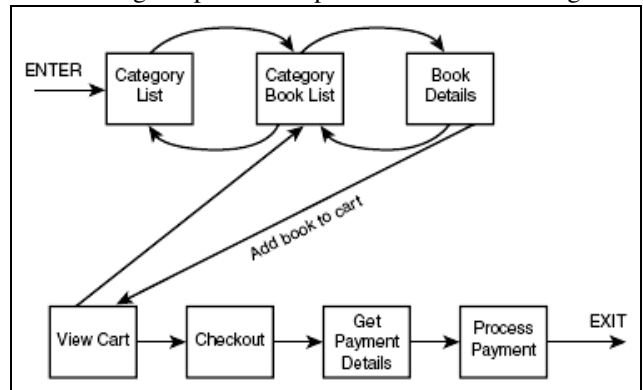 ENTER
Category
List
Category
Book List
Book
Details
Add book to cart
View Cart
Checkout
Get
Payment
Details
Process
Payment
EXIT